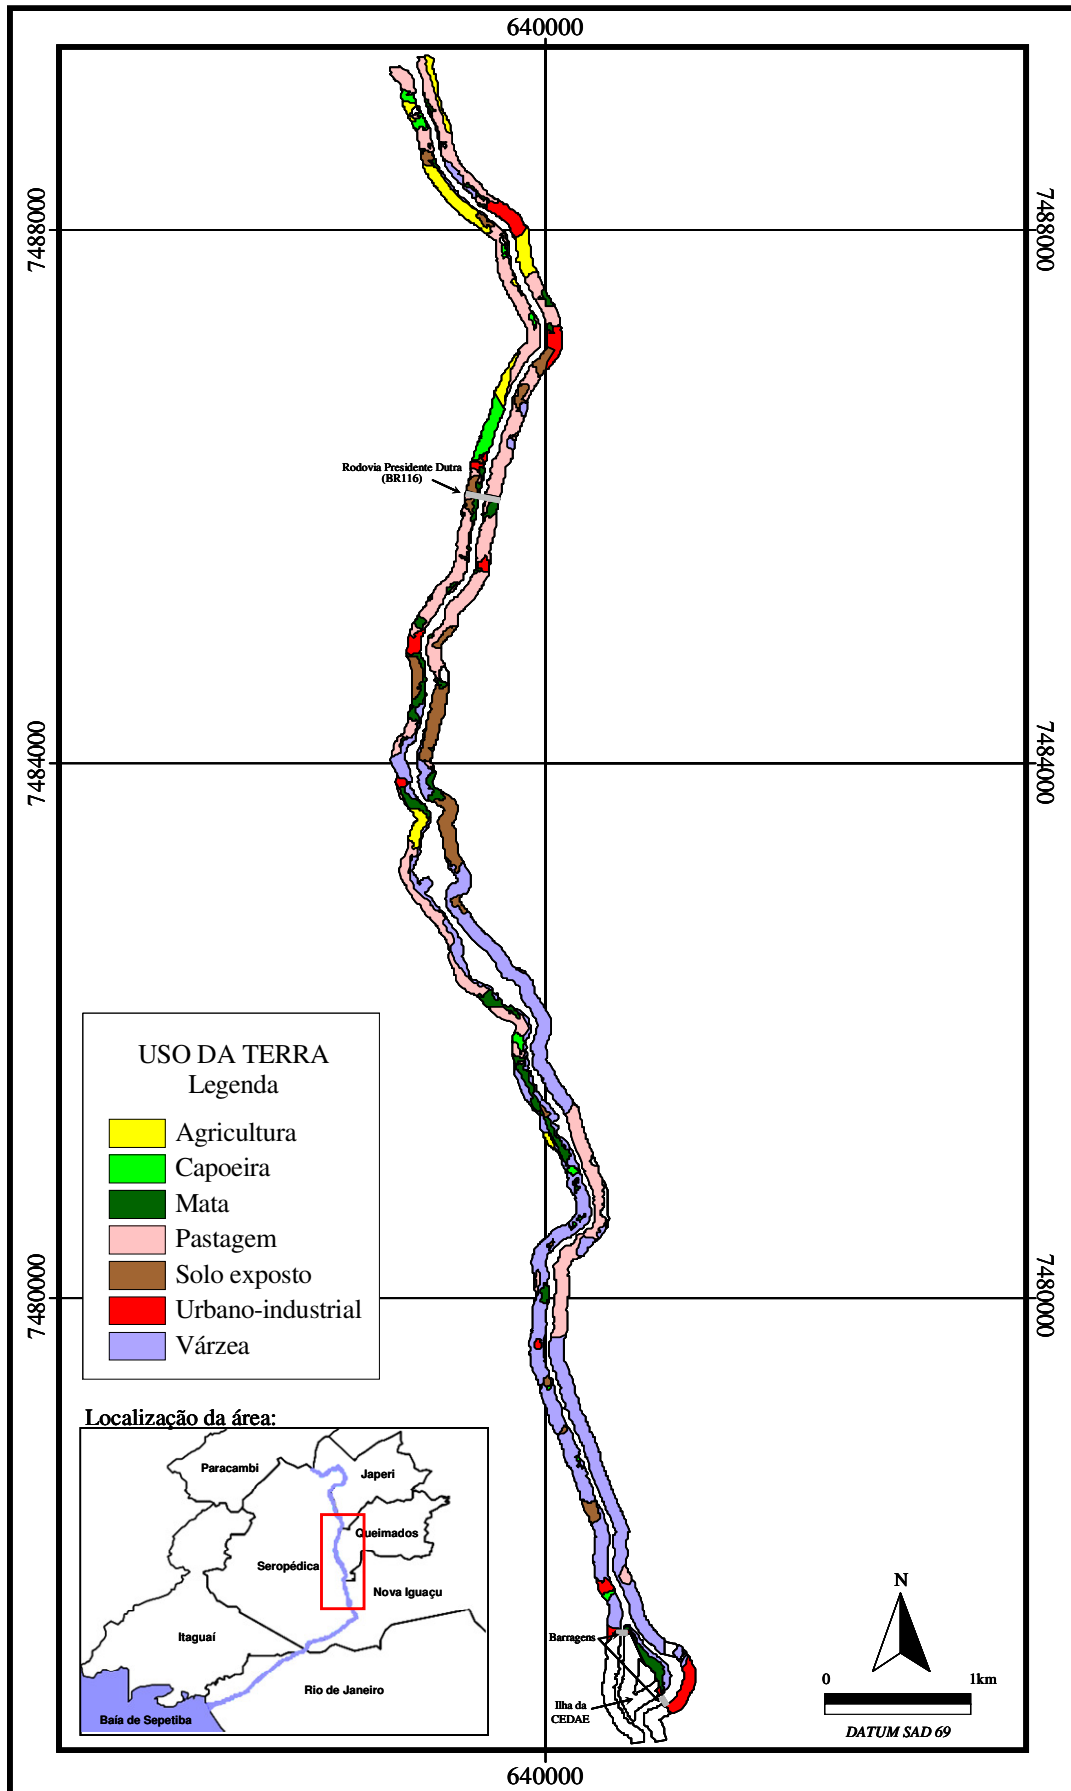 640000
7488000
7488000
Rodovia Presidente Dutra
(BR116)
7484000
7484000
USO DA TERRA
Legenda
Agricultura
Capoeira
Mata
Pastagem
Solo exposto
Urbano-industrial
Várzea
7480000
7480000
Localização da área:
Paracambi
Japeri
Queimados
Seropédica
Nova Iguaçu
Itaguaí
Rio de Janeiro
Baía de Sepetiba
Barragens
Ilha da
CEDAE
N
0 1km
DATUM SAD 69
640000